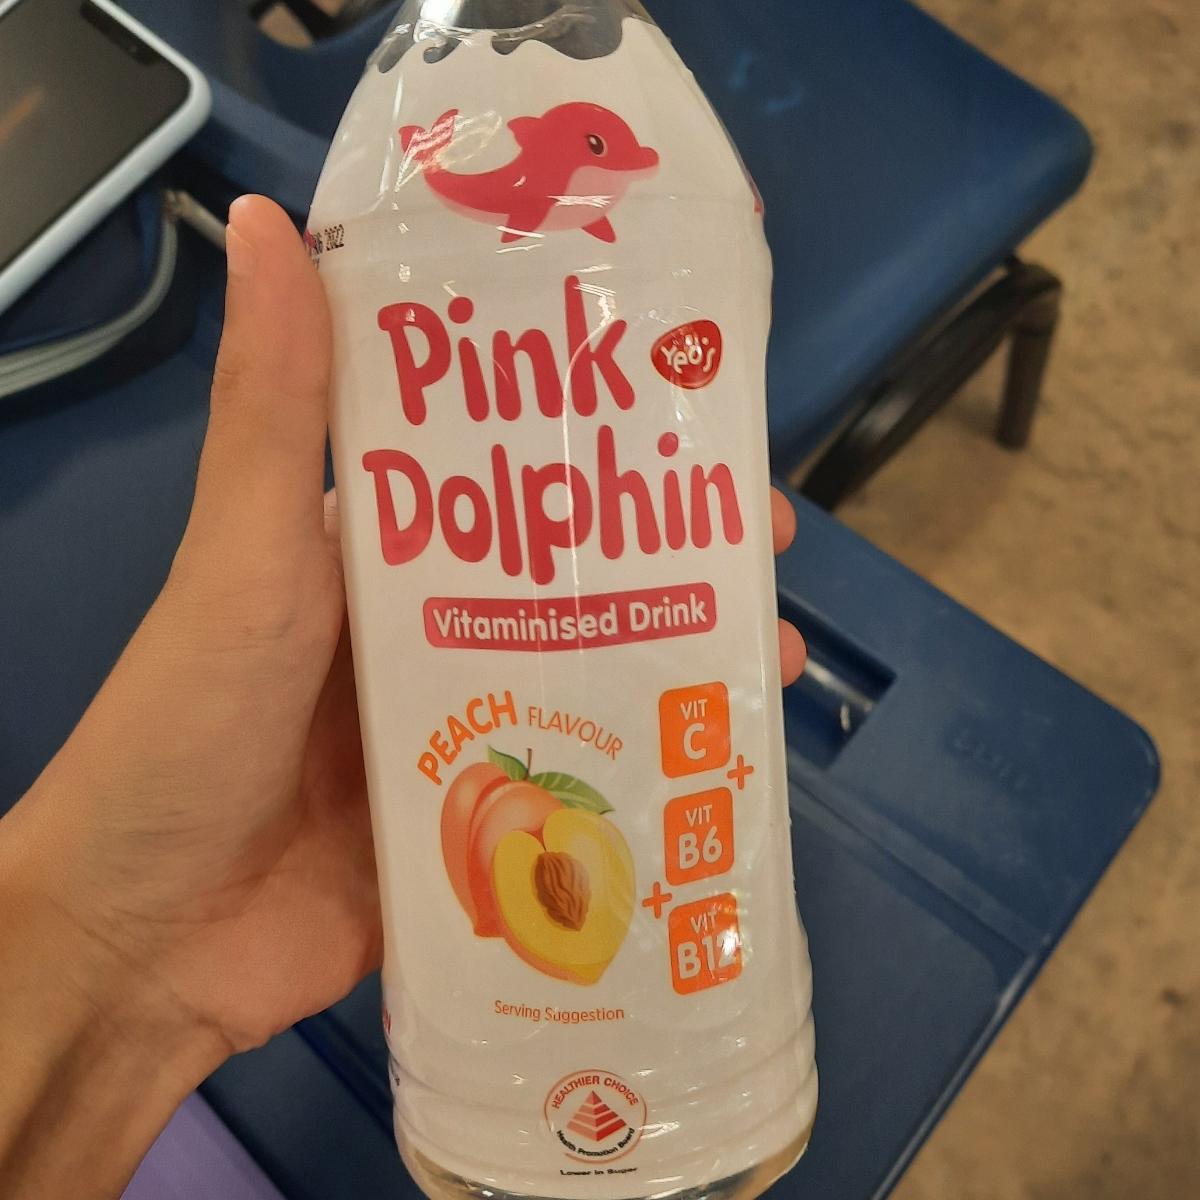 2022
Pink
Yeo's
Dolphin
Vitaminised Drink
PEACH FLAVOUR
VIT
C
+
VIT
B6
+
VIT
B12
Serving Suggestion
HEALTHIER CHOICE
Health Promotion Board
Lower in Sugar